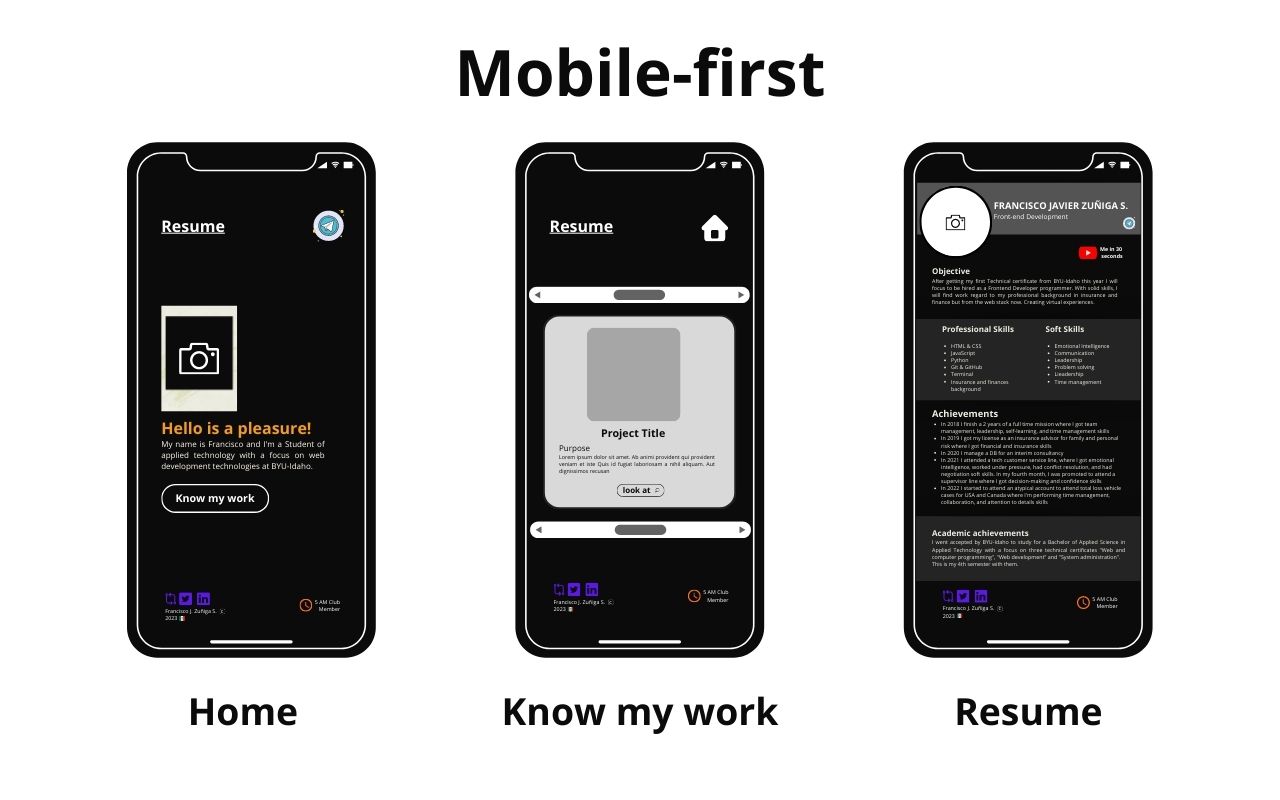 Mobile-first
Resume
Hello is a pleasure!
My name is Francisco and I'm a Student of
applied technology with a focus on web
development technologies at BYU-Idaho.
Know my work
Francisco J. Zuñiga S.
2023
5 AM Club
Member
Home
Resume
Project Title
Purpose
Lorem ipsum dolor sit amet. Ab animi provident qui provident
veniam et iste Quis id fugiat laboriosam a nihil aliquam. Aut
dignissimos recusan
look at
Francisco J. Zuñiga S.
2023
5 AM Club
Member
Know my work
FRANCISCO JAVIER ZUÑIGA S.
Front-end Development
Me in 30
seconds
Objective
After getting my first Technical certificate from BYU-Idaho this year I will
focus to be hired as a Frontend Developer programmer. With solid skills, I
will find work regard to my professional background in insurance and
finance but from the web stack now. Creating virtual experiences.
Professional Skills
• HTML & CSS
• JavaScript
• Python
• Git & GitHub
• Terminal
• Insurance and finances
background
Soft Skills
• Emotional Intelligence
• Communication
• Leadership
• Problem solving
• Lieadership
• Time management
Achievements
• In 2018 I finish a 2 years of a full time mission where I got team
management, leadership, self-learning, and time management skills
• In 2019 I got my license as an insurance advisor for family and personal
risk where I got financial and insurance skills
• In 2020 I manage a DB for an interim consultancy
• In 2021 I attended a tech customer service line, where I got emotional
intelligence, worked under pressure, had conflict resolution, and had
negotiation soft skills. In my fourth month, I was promoted to attend a
supervisor line where I got decision-making and confidence skills
• In 2022 I started to attend an atypical account to attend total loss vehicle
cases for USA and Canada where I'm performing time management,
collaboration, and attention to details skills
Academic achievements
I went accepted by BYU-Idaho to study for a Bachelor of Applied Science in
Applied Technology with a focus on three technical certificates "Web and
computer programming", "Web development" and "System administration".
This is my 4th semester with them.
Francisco J. Zuñiga S.
2023
5 AM Club
Member
Resume